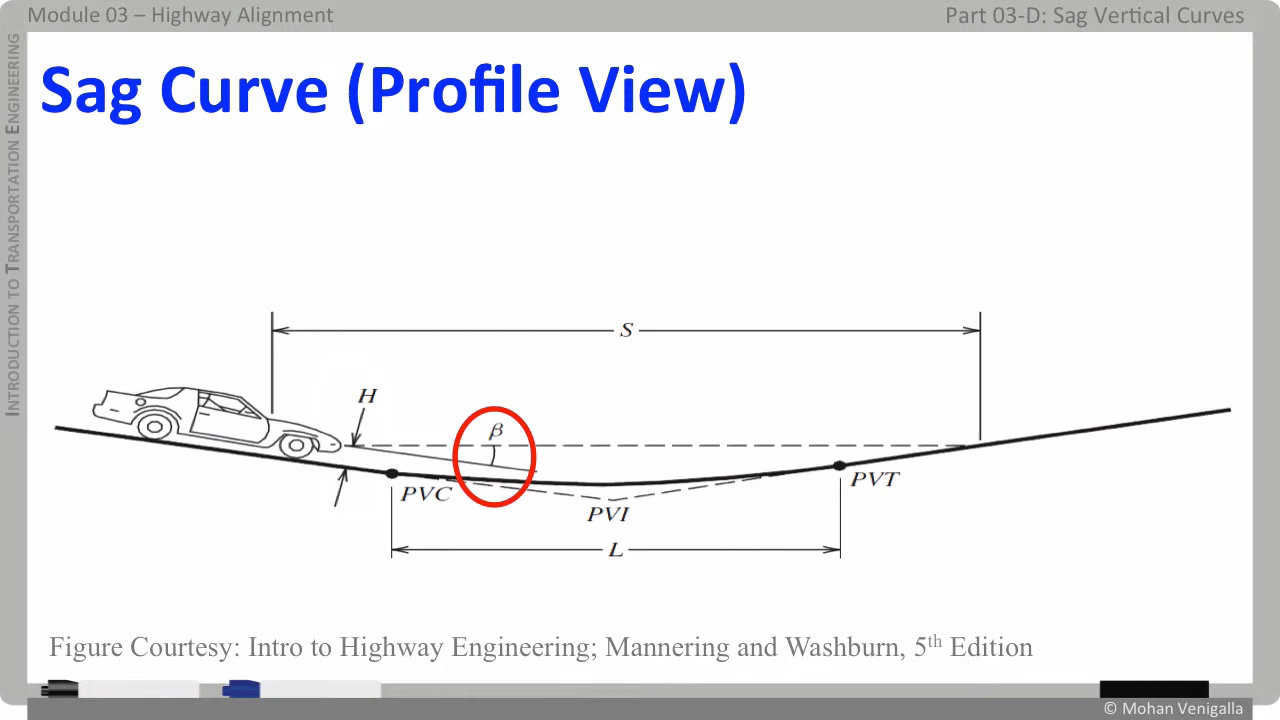 Module 03 – Highway Alignment
Part 03-D: Sag Vertical Curves
INTRODUCTION TO TRANSPORTATION ENGINEERING
Sag Curve (Profile View)
S
H
β
PVC
PVT
PVI
L
Figure Courtesy: Intro to Highway Engineering; Mannering and Washburn, 5th Edition
© Mohan Venigalla